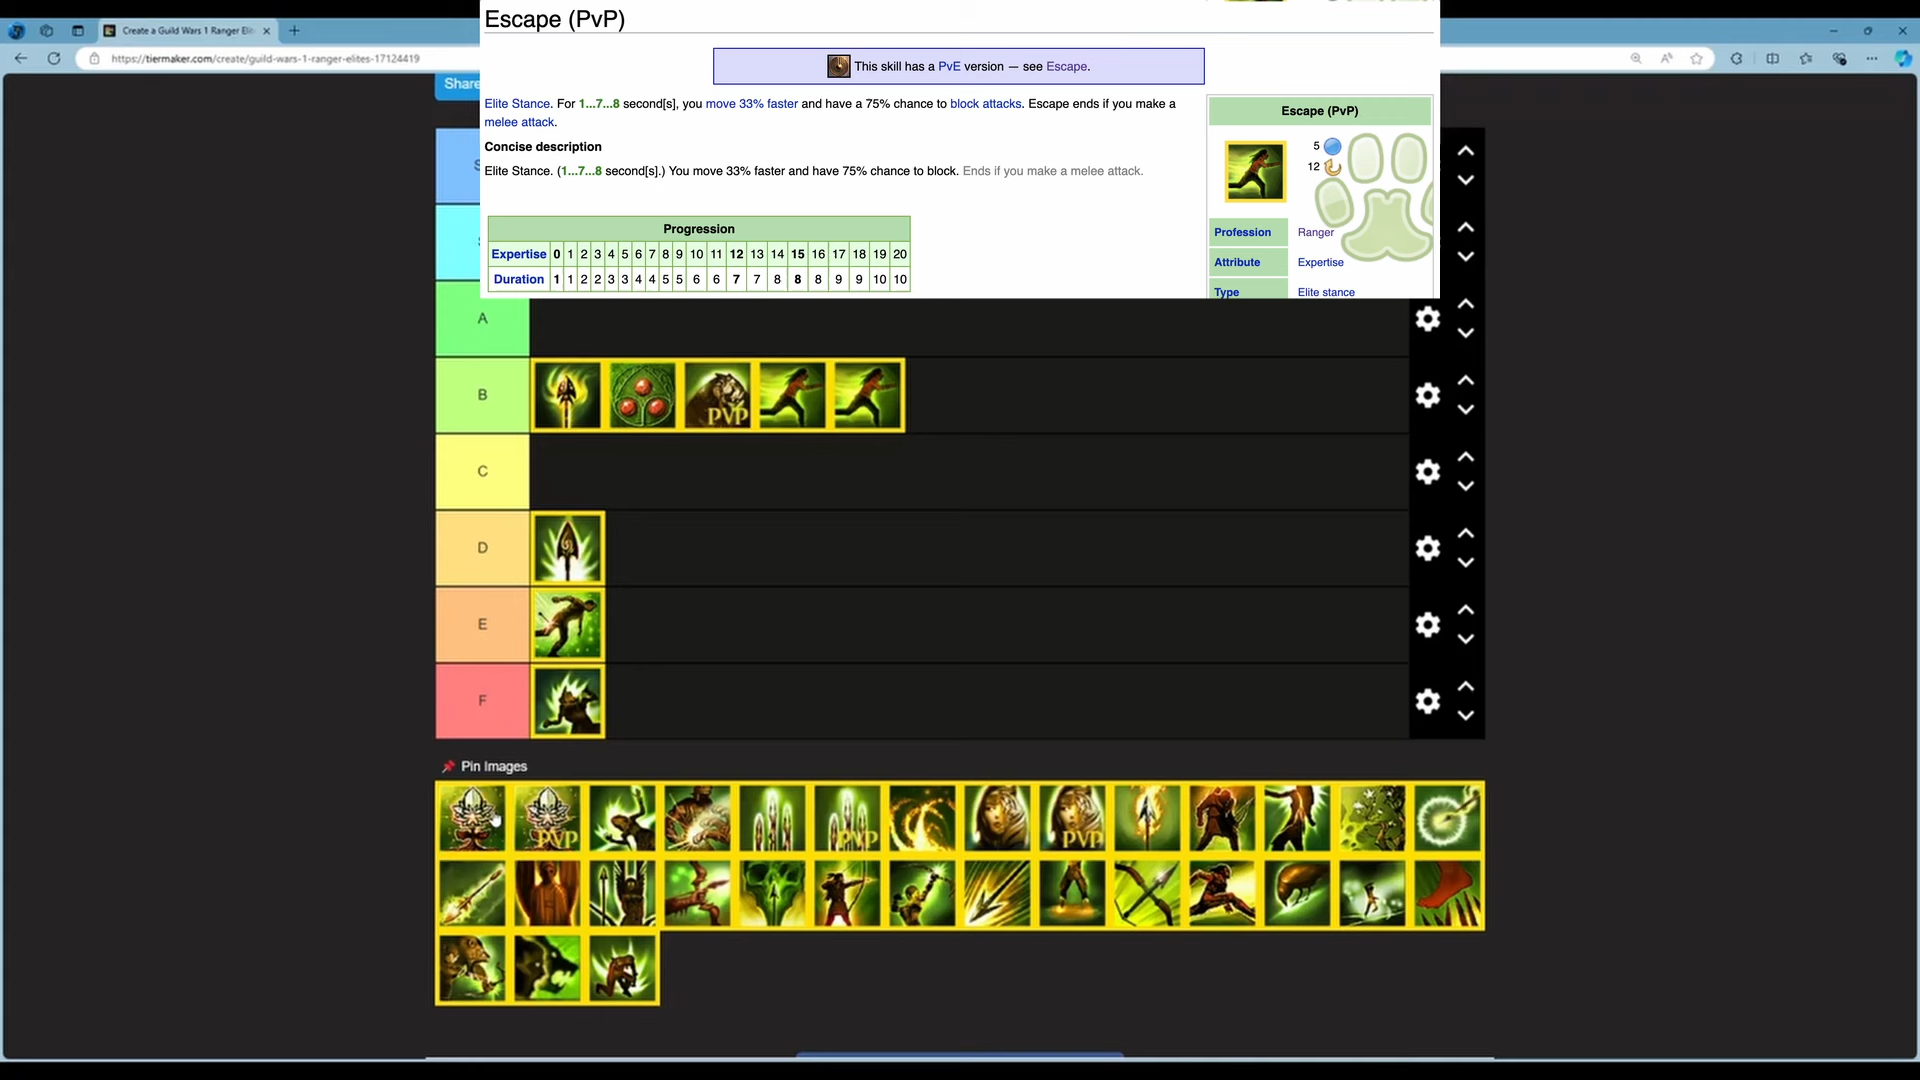 Escape (PvP)
Create a Guild Wars 1 Ranger Elit
https://tiermaker.com/create/guild-wars-1-ranger-elites-17124419
This skill has a PvE version — see Escape.
Share
Elite Stance. For 1...7...8 second[s], you move 33% faster and have a 75% chance to block attacks. Escape ends if you make a
melee attack.
Concise description
Elite Stance. (1...7...8 second[s].) You move 33% faster and have 75% chance to block. Ends if you make a melee attack.
Escape (PvP)
5
12
Profession Ranger
Attribute Expertise
Type Elite stance
Progression
Expertise 0 1 2 3 4 5 6 7 8 9 10 11 12 13 14 15 16 17 18 19 20
Duration 1 1 2 2 3 3 4 4 5 5 6 6 7 7 8 8 8 9 9 10 10
A
B
PVP
C
D
E
F
Pin Images
PVP
PVP
PVP